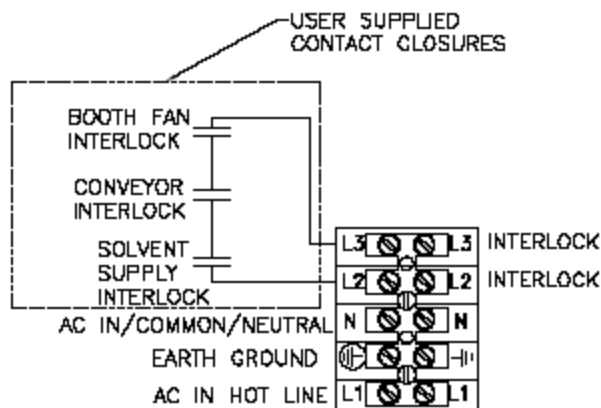 USER SUPPLIED
CONTACT CLOSURES
BOOTH FAN
INTERLOCK
CONVEYOR
INTERLOCK
SOLVENT
SUPPLY
INTERLOCK
L3 L3 INTERLOCK
L2 L2 INTERLOCK
AC IN/COMMON/NEUTRAL N N
EARTH GROUND
AC IN HOT LINE L1 L1